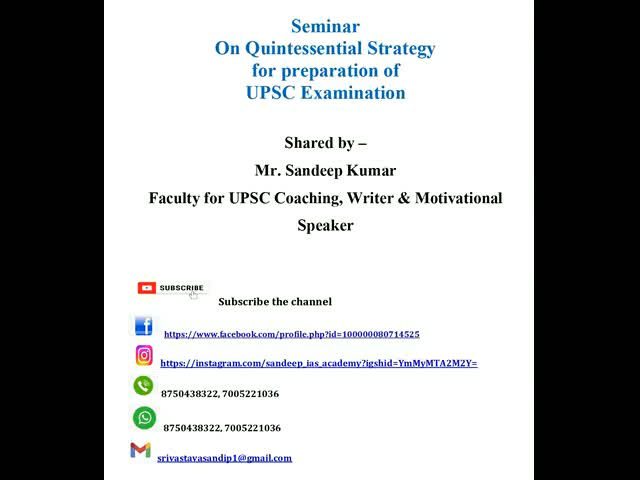 Seminar
On Quintessential Strategy
for preparation of
UPSC Examination
Shared by –
Mr. Sandeep Kumar
Faculty for UPSC Coaching, Writer & Motivational
Speaker
SUBSCRIBE
Subscribe the channel
https://www.facebook.com/profile.php?id=100000080714525
https://instagram.com/sandeep_ias_academy?igshid=YmMyMTA2M2Y=
8750438322, 7005221036
8750438322, 7005221036
srivastavasandip1@gmail.com